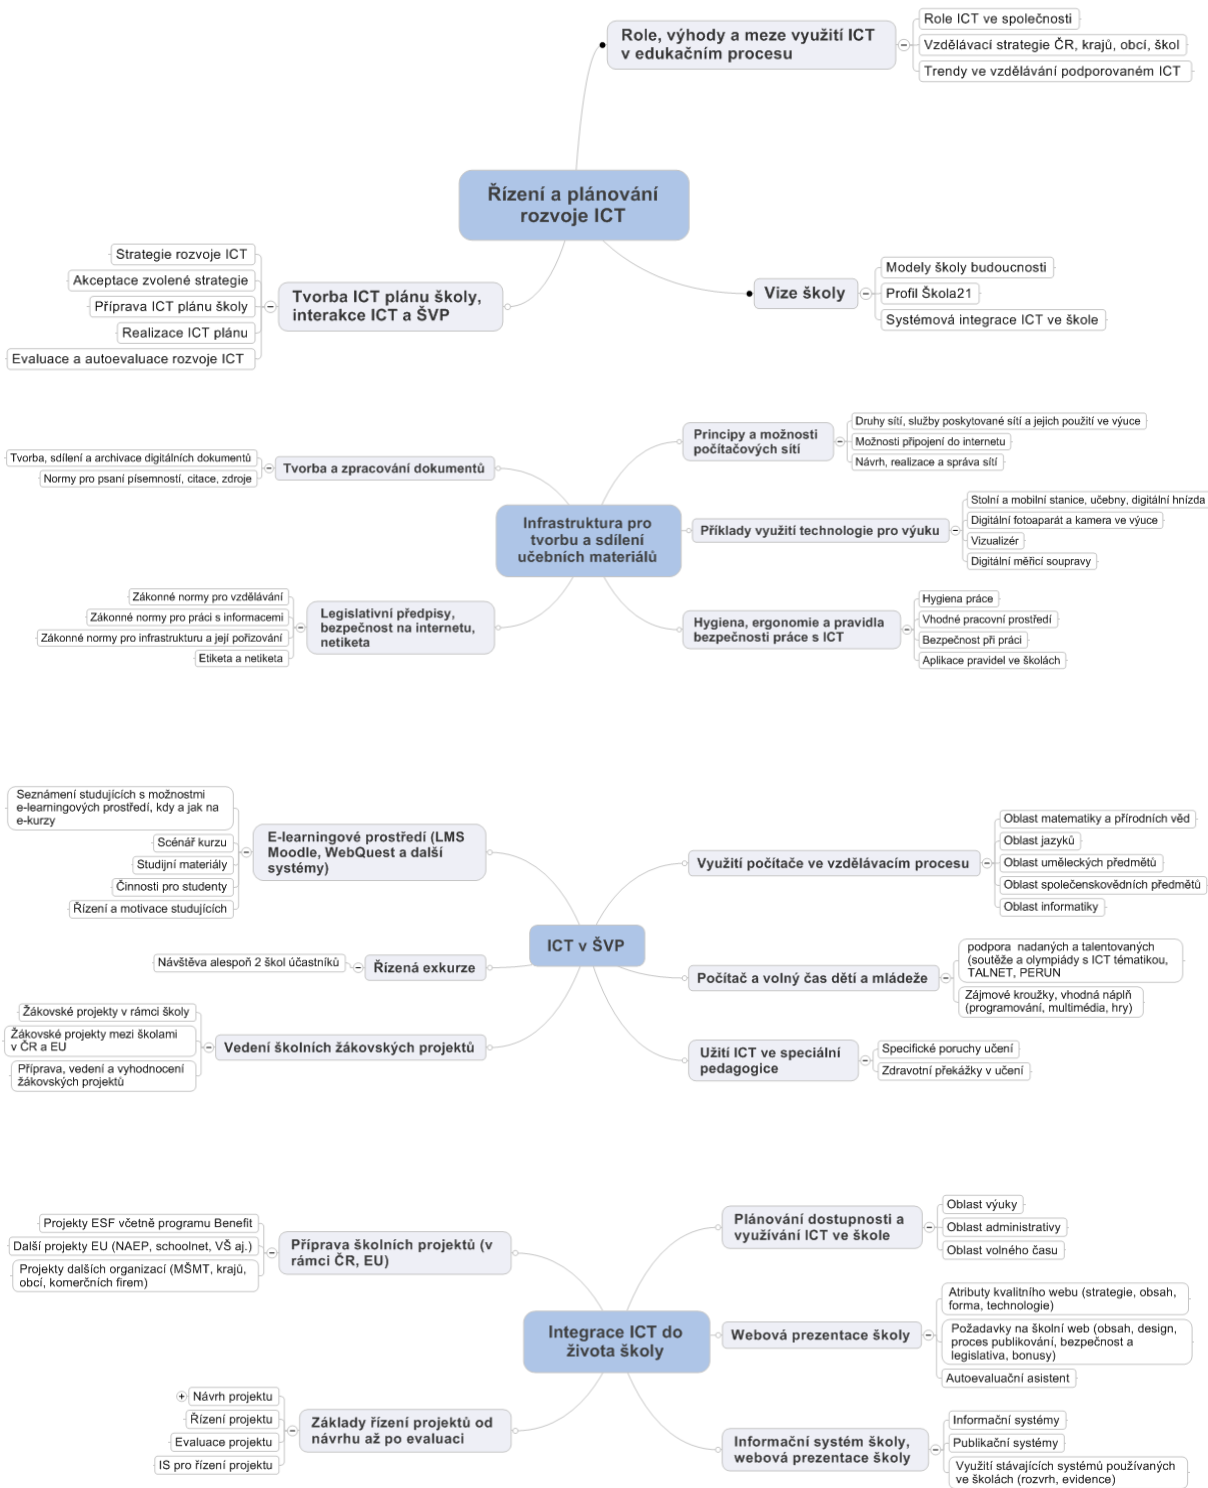 Role, výhody a meze využití ICT
v edukačním procesu
Role ICT ve společnosti
Vzdělávací strategie ČR, krajů, obcí, škol
Trendy ve vzdělávání podporovaném ICT
Řízení a plánování
rozvoje ICT
Strategie rozvoje ICT
Akceptace zvolené strategie
Příprava ICT plánu školy
Realizace ICT plánu
Evaluace a autoevaluace rozvoje ICT
Tvorba ICT plánu školy,
interakce ICT a ŠVP
Vize školy
Modely školy budoucnosti
Profil Škola21
Systémová integrace ICT ve škole
Tvorba, sdílení a archivace digitálních dokumentů
Normy pro psaní písemností, citace, zdroje
Tvorba a zpracování dokumentů
Principy a možnosti
počítačových sítí
Druhy sítí, služby poskytované sítí a jejich použití ve výuce
Možnosti připojení do internetu
Návrh, realizace a správa sítí
Infrastruktura pro
tvorbu a sdílení
učebních materiálů
Příklady využití technologie pro výuku
Stolní a mobilní stanice, učebny, digitální hnízda
Digitální fotoaparát a kamera ve výuce
Vizualizér
Digitální měřicí soupravy
Zákonné normy pro vzdělávání
Zákonné normy pro práci s informacemi
Zákonné normy pro infrastrukturu a její pořizování
Etiketa a netiketa
Legislativní předpisy,
bezpečnost na internetu,
netiketa
Hygiena, ergonomie a pravidla
bezpečnosti práce s ICT
Hygiena práce
Vhodné pracovní prostředí
Bezpečnost při práci
Aplikace pravidel ve školách
Seznámení studujících s možnostmi
e-learningových prostředí, kdy a jak na
e-kurzy
Scénář kurzu
Studijní materiály
Činnosti pro studenty
Řízení a motivace studujících
E-learningové prostředí (LMS
Moodle, WebQuest a další
systémy)
Využití počítače ve vzdělávacím procesu
Oblast matematiky a přírodních věd
Oblast jazyků
Oblast uměleckých předmětů
Oblast společenskovědních předmětů
Oblast informatiky
ICT v ŠVP
Návštěva alespoň 2 škol účastníků
Řízená exkurze
Počítač a volný čas dětí a mládeže
podpora nadaných a talentovaných
(soutěže a olympiády s ICT tématikou,
TALNET, PERUN
Zájmové kroužky, vhodná náplň
(programování, multimédia, hry)
Žákovské projekty v rámci školy
Žákovské projekty mezi školami
v ČR a EU
Příprava, vedení a vyhodnocení
žákovských projektů
Vedení školních žákovských projektů
Užití ICT ve speciální
pedagogice
Specifické poruchy učení
Zdravotní překážky v učení
Projekty ESF včetně programu Benefit
Další projekty EU (NAEP, schoolnet, VŠ aj.)
Projekty dalších organizací (MŠMT, krajů,
obcí, komerčních firem)
Příprava školních projektů (v
rámci ČR, EU)
Plánování dostupnosti a
využívání ICT ve škole
Oblast výuky
Oblast administrativy
Oblast volného času
Integrace ICT do
života školy
Webová prezentace školy
Atributy kvalitního webu (strategie, obsah,
forma, technologie)
Požadavky na školní web (obsah, design,
proces publikování, bezpečnost a
legislativa, bonusy)
Autoevaluační asistent
Návrh projektu
Řízení projektu
Evaluace projektu
IS pro řízení projektu
Základy řízení projektů od
návrhu až po evaluaci
Informační systém školy,
webová prezentace školy
Informační systémy
Publikační systémy
Využití stávajících systémů používaných
ve školách (rozvrh, evidence)